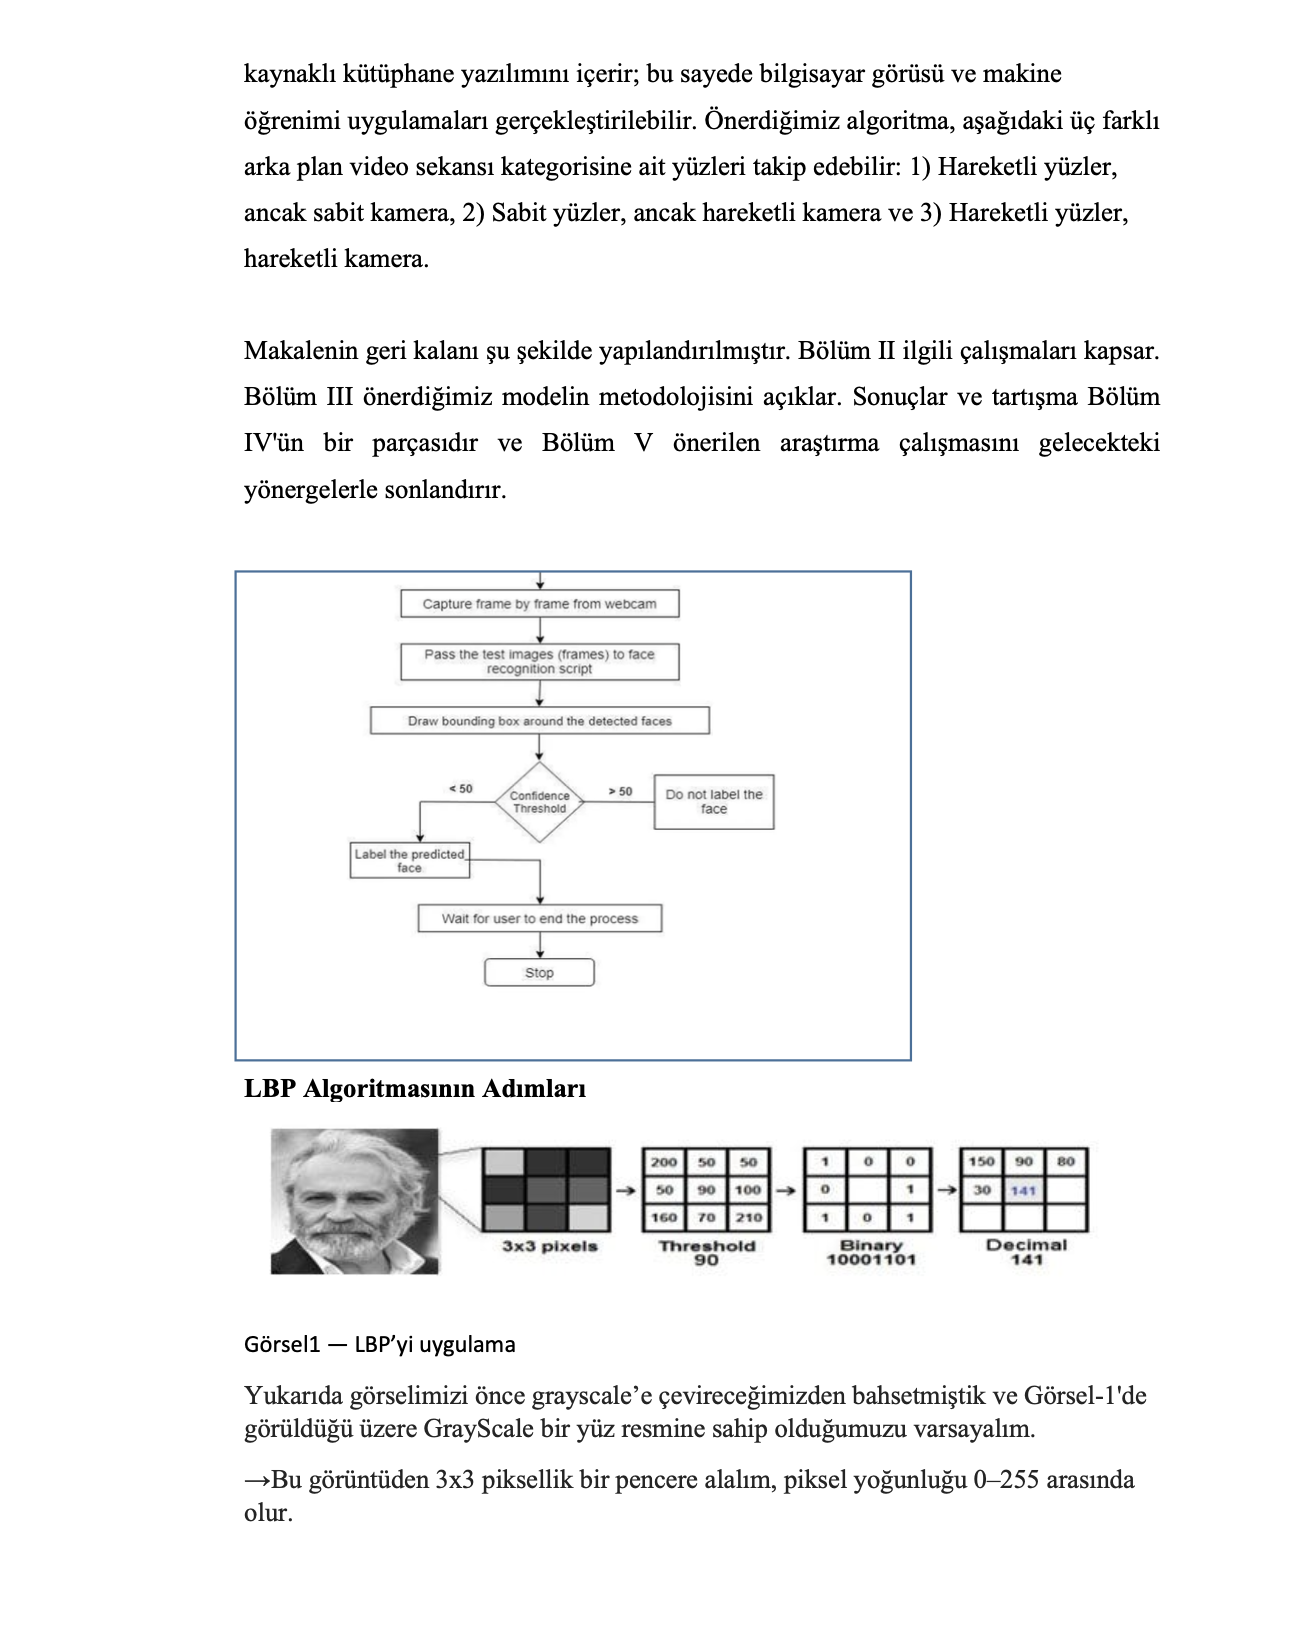 kaynaklı kütüphane yazılımını içerir; bu sayede bilgisayar görüsü ve makine
öğrenimi uygulamaları gerçekleştirilebilir. Önerdiğimiz algoritma, aşağıdaki üç farklı
arka plan video sekansı kategorisine ait yüzleri takip edebilir: 1) Hareketli yüzler,
ancak sabit kamera, 2) Sabit yüzler, ancak hareketli kamera ve 3) Hareketli yüzler,
hareketli kamera.
Makalenin geri kalanı şu şekilde yapılandırılmıştır. Bölüm II ilgili çalışmaları kapsar.
Bölüm III önerdiğimiz modelin metodolojisini açıklar. Sonuçlar ve tartışma Bölüm
IV'ün bir parçasıdır ve Bölüm V önerilen araştırma çalışmasını gelecekteki
yönergelerle sonlandırır.
Capture frame by frame from webcam
Pass the test images (frames) to face
recognition script
Draw bounding box around the detected faces
< 50
Confidence
Threshold
> 50
Do not label the
face
Label the predicted
face
Wait for user to end the process
Stop
LBP Algoritmasının Adımları
200 50 50
50 90 100
160 70 210
1 0 0
0 1
1 0 1
150 90 80
30 141
3x3 pixels
Threshold
90
Binary
10001101
Decimal
141
Görsel1 — LBP’yi uygulama
Yukarıda görselimizi önce grayscale’e çevireceğimizden bahsetmiştik ve Görsel-1'de
görüldüğü üzere GrayScale bir yüz resmine sahip olduğumuzu varsayalım.
→Bu görüntüden 3x3 piksellik bir pencere alalım, piksel yoğunluğu 0–255 arasında
olur.